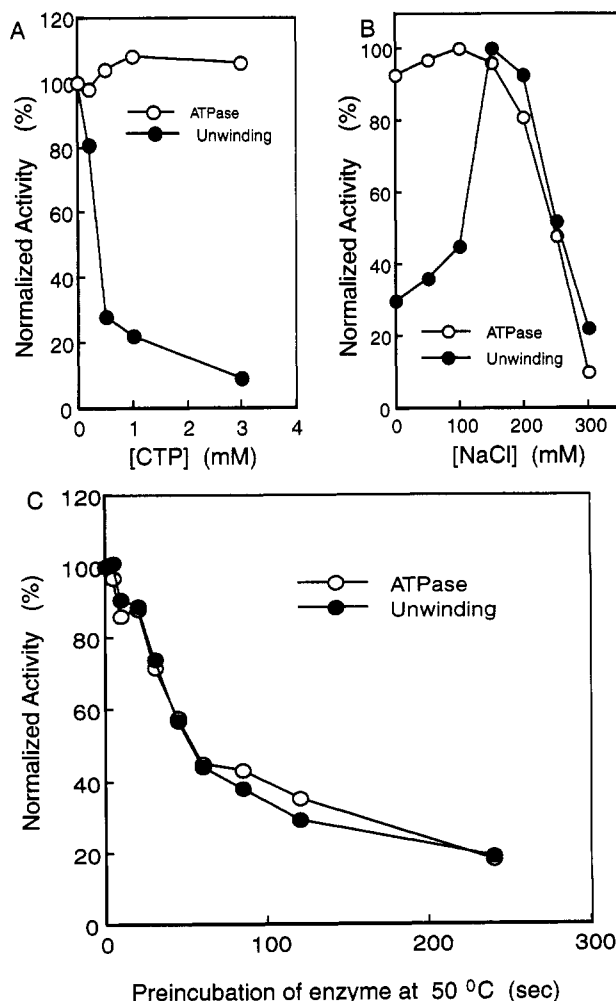 A
120
100
80
60
40
20
0
Normalized Activity (%)
ATPase
Unwinding
0 1 2 3 4
[CTP] (mM)
B
100
80
60
40
20
0
Normalized Activity (%)
ATPase
Unwinding
0 100 200 300
[NaCl] (mM)
C
120
100
80
60
40
20
0
Normalized Activity (%)
ATPase
Unwinding
0 100 200 300
Preincubation of enzyme at 50 ⁰C (sec)